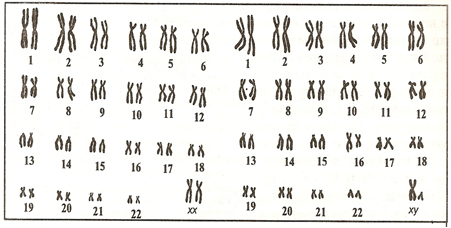 1 2 3 4 5 6 1 2 3 4 5 6
7 8 9 10 11 12 7 8 9 10 11 12
13 14 15 16 17 18 13 14 15 16 17 18
19 20 21 22 xx 19 20 21 22 xy